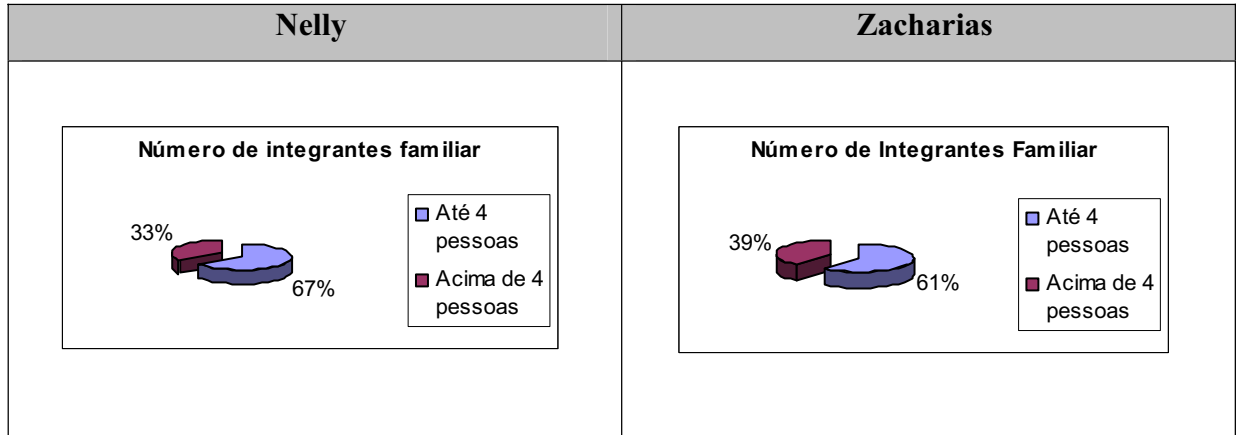 Nelly
Zacharias
Número de integrantes familiar
33%
67%
Até 4
pessoas
Acima de 4
pessoas
Número de Integrantes Familiar
39%
61%
Até 4
pessoas
Acima de 4
pessoas